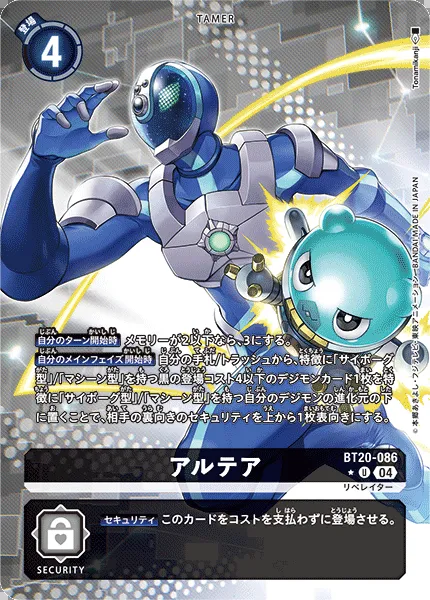 TAMER
登場
4
Tonamikanji
©本郷あきよし・フジテレビ・東映アニメーション BANDAI MADE IN JAPAN
自分のターン開始時 メモリーが2以下なら、3にする。
自分のメインフェイズ開始時 自分の手札/トラッシュから、特徴に「サイボーグ
型」/「マシーン型」を持つ黒の登場コスト4以下のデジモンカード1枚と特
徴に「サイボーグ型」/「マシーン型」を持つ自分のデジモンの進化元の下
に置くことで、相手の裏向きのセキュリティを上から1枚表向きにする。
アルテア
BT20-086
U 04
リベレイター
セキュリティ このカードをコストを支払わずに登場させる。
SECURITY